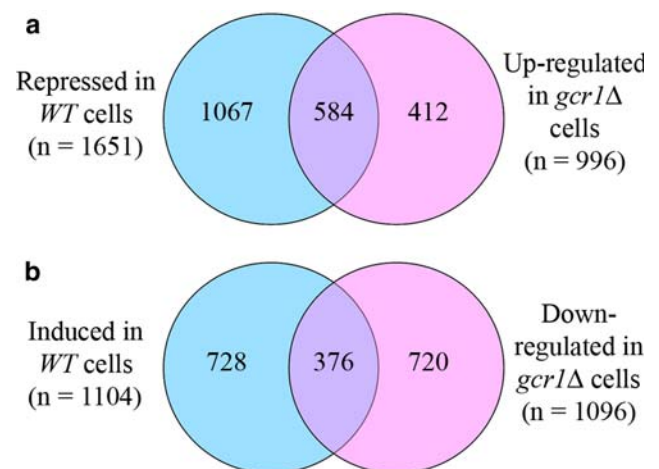 a
Repressed in
WT cells
(n = 1651)
1067
584
412
Up-regulated
in gcr1Δ
cells
(n = 996)
b
Induced in
WT cells
(n = 1104)
728
376
720
Down-
regulated in
gcr1Δ cells
(n = 1096)